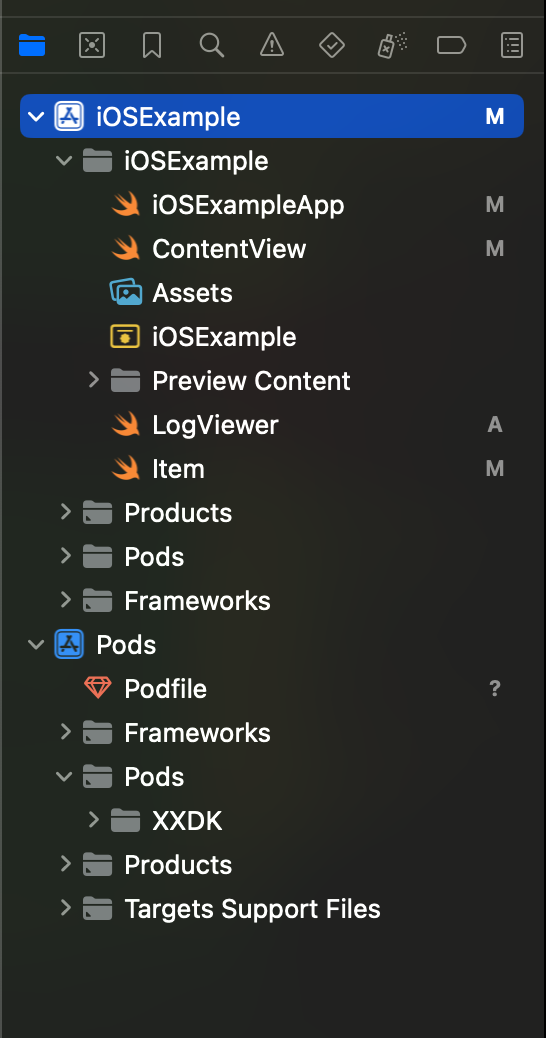 iOSExample M
iOSExample
iOSExampleApp M
ContentView M
Assets
iOSExample
Preview Content
LogViewer A
Item M
Products
Pods
Frameworks
Pods
Podfile ?
Frameworks
Pods
XXDK
Products
Targets Support Files